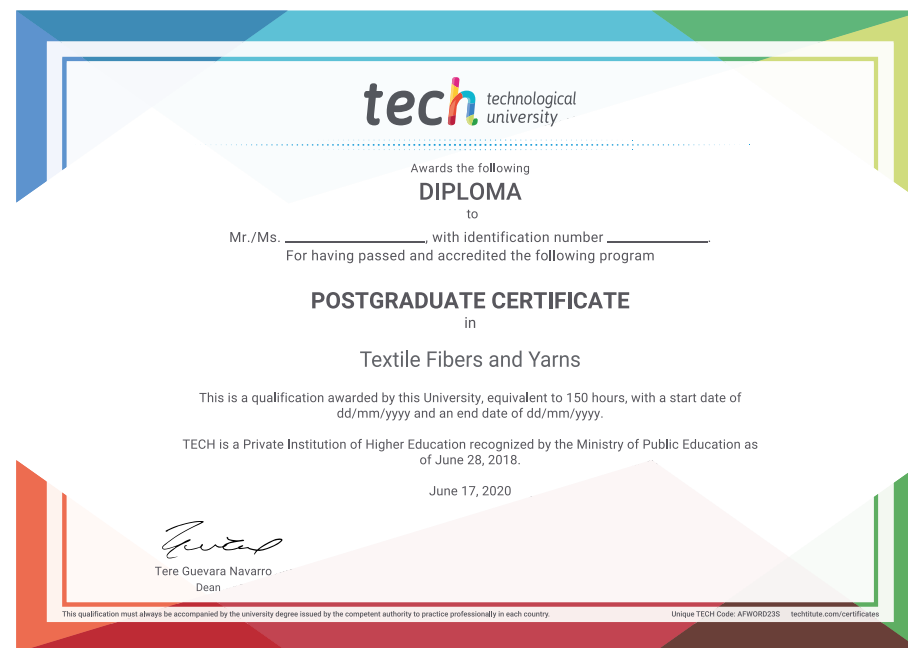 tech technological
university
Awards the following
DIPLOMA
to
Mr./Ms. ____________, with identification number ____________.
For having passed and accredited the following program
POSTGRADUATE CERTIFICATE
in
Textile Fibers and Yarns
This is a qualification awarded by this University, equivalent to 150 hours, with a start date of
dd/mm/yyyy and an end date of dd/mm/yyyy.
TECH is a Private Institution of Higher Education recognized by the Ministry of Public Education as
of June 28, 2018.
June 17, 2020
Tere Guevara Navarro
Dean
This qualification must always be accompanied by the university degree issued by the competent authority to practice professionally in each country.
Unique TECH Code: AFWORD23S techtitute.com/certificates